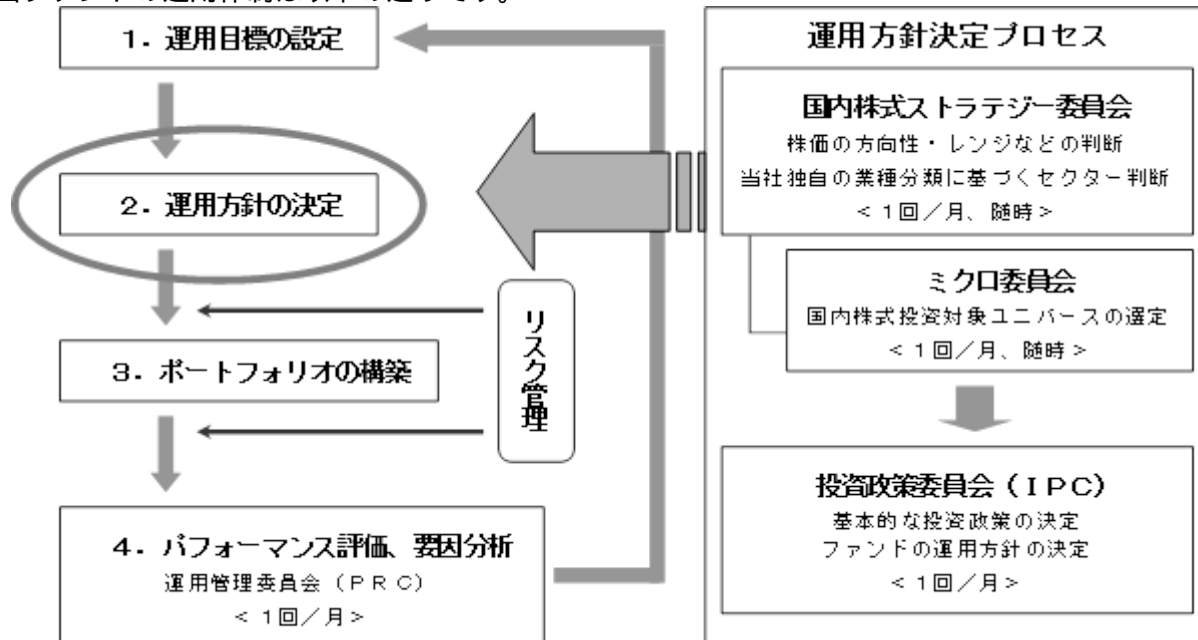 １．運用目標の設定
２．運用方針の決定
リスク管理
３．ポートフォリオの構築
４．パフォーマンス評価、要因分析
運用管理委員会（ＰＲＣ）
＜１回／月＞
運用方針決定プロセス
国内株式ストラテジー委員会
株価の方向性・レンジなどの判断
当社独自の業種分類に基づくセクター判断
＜１回／月、随時＞
ミクロ委員会
国内株式投資対象ユニバースの選定
＜１回／月、随時＞
投資政策委員会（ＩＰＣ）
基本的な投資政策の決定
ファンドの運用方針の決定
＜１回／月＞